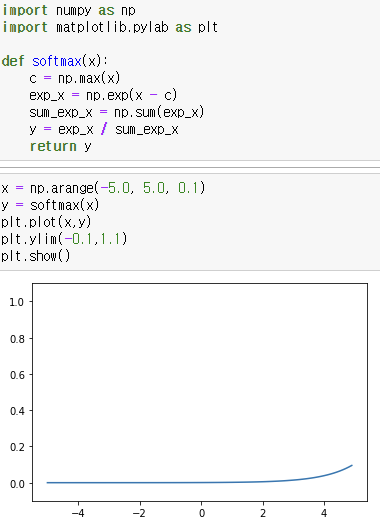 import numpy as np
import matplotlib.pylab as plt
def softmax(x):
    c = np.max(x)
    exp_x = np.exp(x - c)
    sum_exp_x = np.sum(exp_x)
    y = exp_x / sum_exp_x
    return y
x = np.arange(-5.0, 5.0, 0.1)
y = softmax(x)
plt.plot(x,y)
plt.ylim(-0.1,1.1)
plt.show()
1.0
0.8
0.6
0.4
0.2
0.0
−4 −2 0 2 4